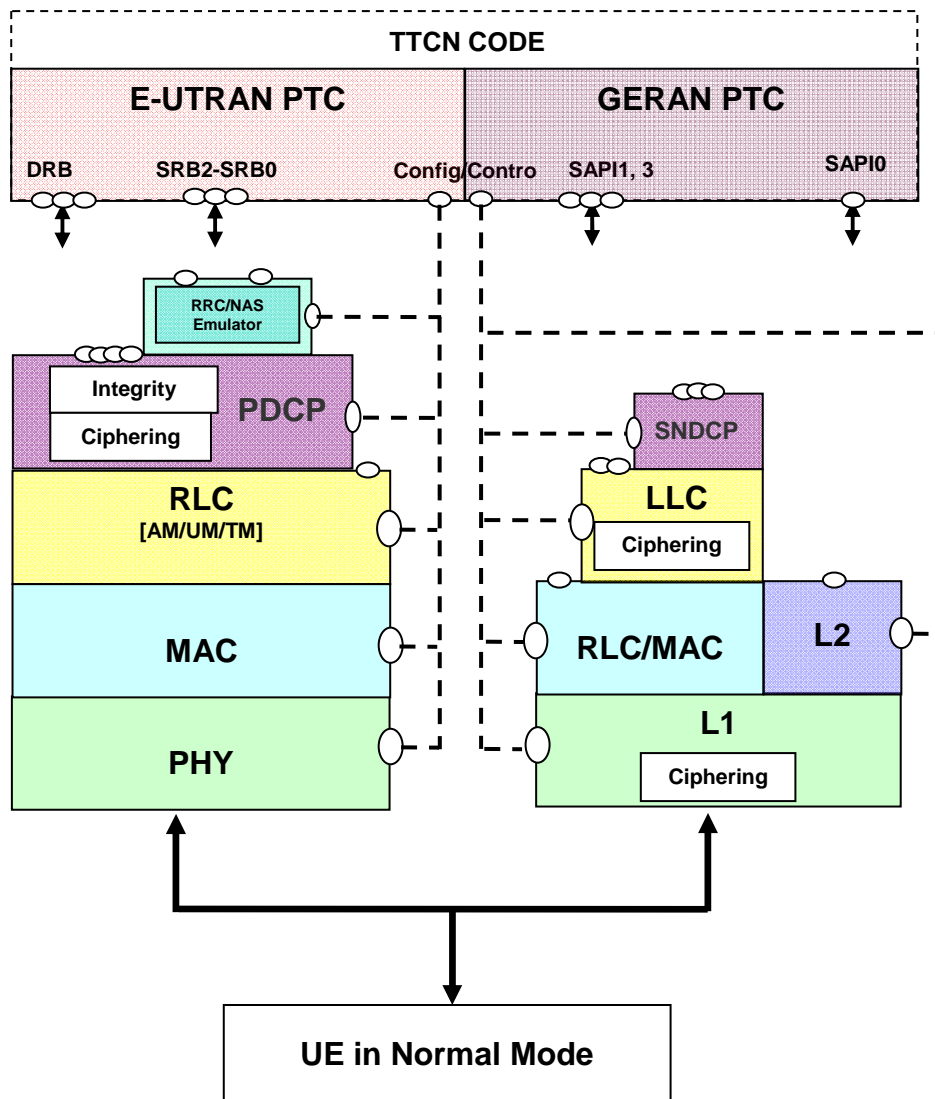 TTCN CODE
E-UTRAN PTC
GERAN PTC
DRB
SRB2-SRB0
Config/Contro
SAPI1, 3
SAPI0
RRC/NAS
Emulator
Integrity
PDCP
Ciphering
SNDCP
RLC
[AM/UM/TM]
LLC
Ciphering
MAC
RLC/MAC
L2
PHY
L1
Ciphering
UE in Normal Mode